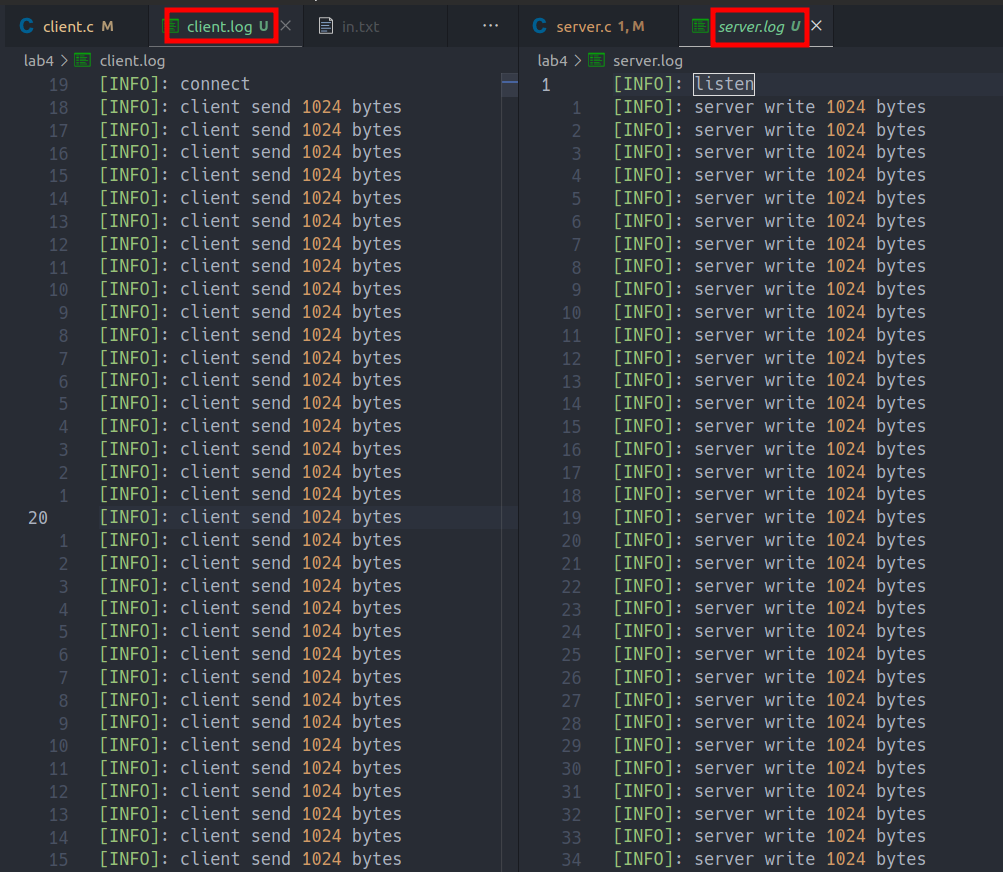 C client.c M
client.log U
in.txt
···
C server.c 1, M
server.log U
lab4 > client.log
19 [INFO]: connect
18 [INFO]: client send 1024 bytes
17 [INFO]: client send 1024 bytes
16 [INFO]: client send 1024 bytes
15 [INFO]: client send 1024 bytes
14 [INFO]: client send 1024 bytes
13 [INFO]: client send 1024 bytes
12 [INFO]: client send 1024 bytes
11 [INFO]: client send 1024 bytes
10 [INFO]: client send 1024 bytes
9 [INFO]: client send 1024 bytes
8 [INFO]: client send 1024 bytes
7 [INFO]: client send 1024 bytes
6 [INFO]: client send 1024 bytes
5 [INFO]: client send 1024 bytes
4 [INFO]: client send 1024 bytes
3 [INFO]: client send 1024 bytes
2 [INFO]: client send 1024 bytes
1 [INFO]: client send 1024 bytes
20 [INFO]: client send 1024 bytes
1 [INFO]: client send 1024 bytes
2 [INFO]: client send 1024 bytes
3 [INFO]: client send 1024 bytes
4 [INFO]: client send 1024 bytes
5 [INFO]: client send 1024 bytes
6 [INFO]: client send 1024 bytes
7 [INFO]: client send 1024 bytes
8 [INFO]: client send 1024 bytes
9 [INFO]: client send 1024 bytes
10 [INFO]: client send 1024 bytes
11 [INFO]: client send 1024 bytes
12 [INFO]: client send 1024 bytes
13 [INFO]: client send 1024 bytes
14 [INFO]: client send 1024 bytes
15 [INFO]: client send 1024 bytes
lab4 > server.log
1 [INFO]: listen
1 [INFO]: server write 1024 bytes
2 [INFO]: server write 1024 bytes
3 [INFO]: server write 1024 bytes
4 [INFO]: server write 1024 bytes
5 [INFO]: server write 1024 bytes
6 [INFO]: server write 1024 bytes
7 [INFO]: server write 1024 bytes
8 [INFO]: server write 1024 bytes
9 [INFO]: server write 1024 bytes
10 [INFO]: server write 1024 bytes
11 [INFO]: server write 1024 bytes
12 [INFO]: server write 1024 bytes
13 [INFO]: server write 1024 bytes
14 [INFO]: server write 1024 bytes
15 [INFO]: server write 1024 bytes
16 [INFO]: server write 1024 bytes
17 [INFO]: server write 1024 bytes
18 [INFO]: server write 1024 bytes
19 [INFO]: server write 1024 bytes
20 [INFO]: server write 1024 bytes
21 [INFO]: server write 1024 bytes
22 [INFO]: server write 1024 bytes
23 [INFO]: server write 1024 bytes
24 [INFO]: server write 1024 bytes
25 [INFO]: server write 1024 bytes
26 [INFO]: server write 1024 bytes
27 [INFO]: server write 1024 bytes
28 [INFO]: server write 1024 bytes
29 [INFO]: server write 1024 bytes
30 [INFO]: server write 1024 bytes
31 [INFO]: server write 1024 bytes
32 [INFO]: server write 1024 bytes
33 [INFO]: server write 1024 bytes
34 [INFO]: server write 1024 bytes